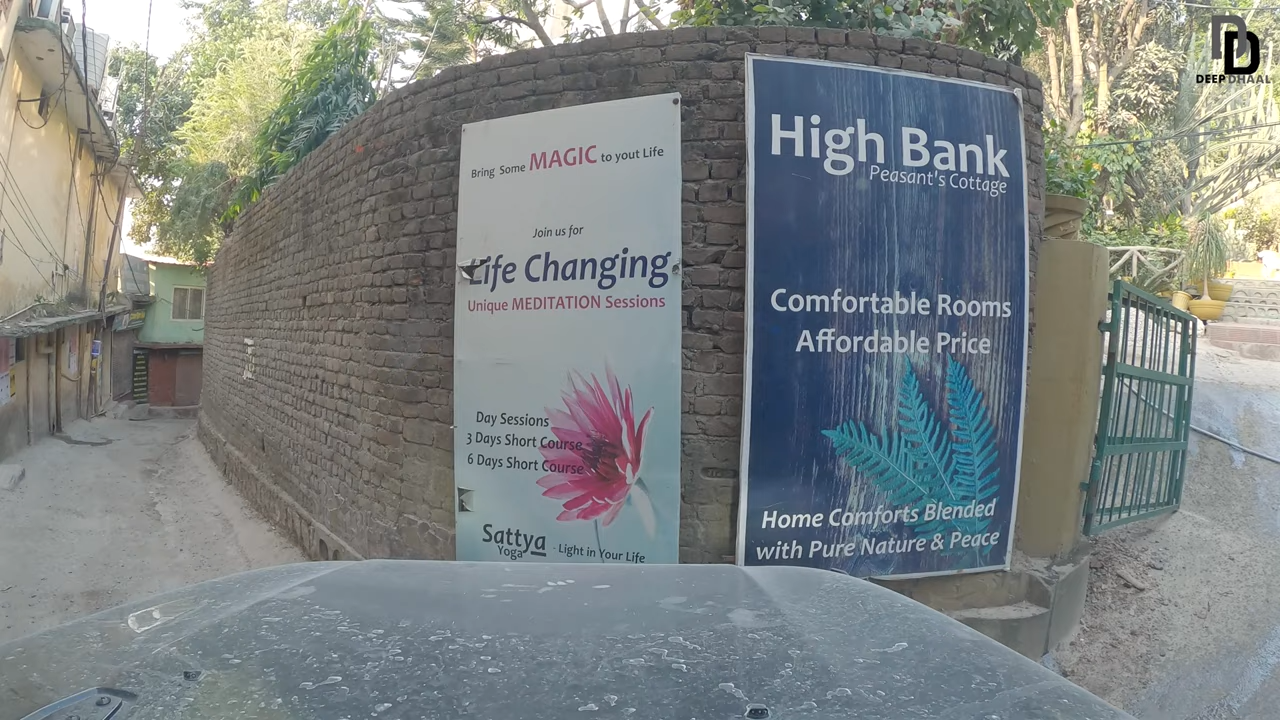 Bring Some MAGIC to yout Life
Join us for
Life Changing
Unique MEDITATION Sessions
Day Sessions
3 Days Short Course
6 Days Short Course
Sattya
Yoga
- Light in Your Life
High Bank
Peasant's Cottage
Comfortable Rooms
Affordable Price
Home Comforts Blended
with Pure Nature & Peace
DD
DEEP DHAAL